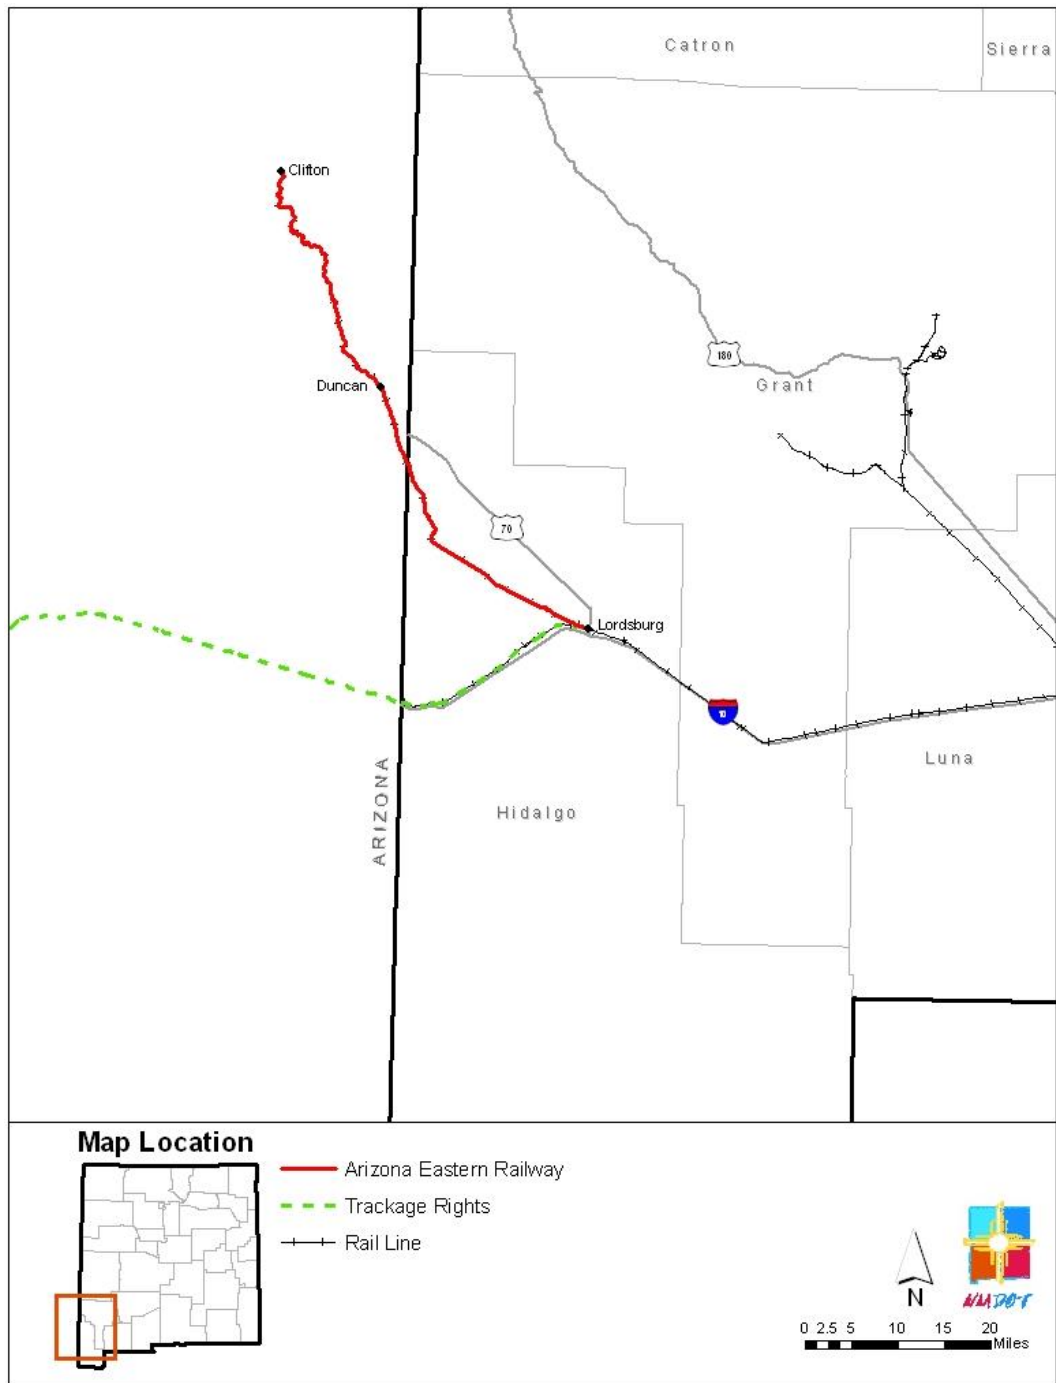 Catron
Sierra
Clifton
180
Duncan
Grant
70
Lordsburg
10
Luna
ARIZONA
Hidalgo
Map Location
Arizona Eastern Railway
Trackage Rights
Rail Line
N
NMDOT
0 2.5 5 10 15 20
Miles